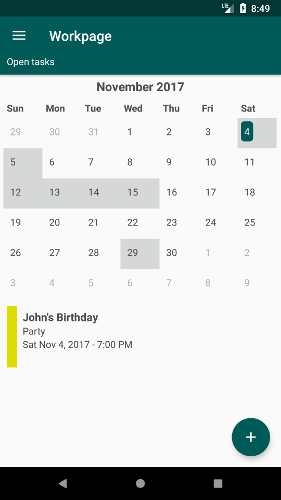 LTE 8:49
Workpage
Open tasks
November 2017
Sun Mon Tue Wed Thu Fri Sat
29 30 31 1 2 3 4
5 6 7 8 9 10 11
12 13 14 15 16 17 18
19 20 21 22 23 24 25
26 27 28 29 30 1 2
3 4 5 6 7 8 9
John's Birthday
Party
Sat Nov 4, 2017 - 7:00 PM
+